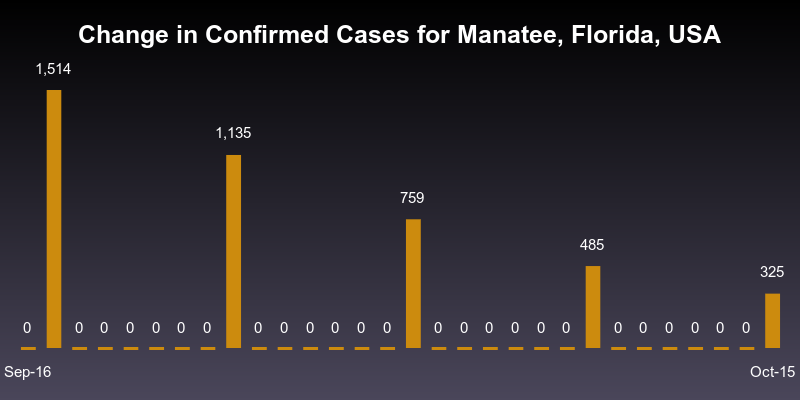 Change in Confirmed Cases for Manatee, Florida, USA
1,514
1,135
759
485
325
0 0 0 0 0 0 0 0 0 0 0 0 0 0 0 0 0 0 0 0 0 0 0 0 0
Sep-16 Oct-15